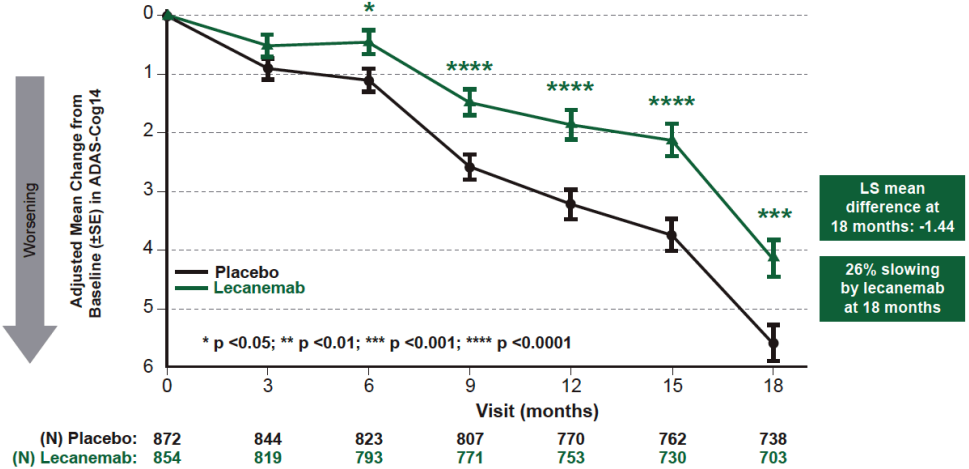 Worsening
Adjusted Mean Change from
Baseline (±SE) in ADAS-Cog14
0
1
2
3
4
5
6
*
****
****
****
***
Placebo
Lecanemab
* p <0.05; ** p <0.01; *** p <0.001; **** p <0.0001
0 3 6 9 12 15 18
Visit (months)
(N) Placebo: 872 844 823 807 770 762 738
(N) Lecanemab: 854 819 793 771 753 730 703
LS mean
difference at
18 months: -1.44
26% slowing
by lecanemab
at 18 months